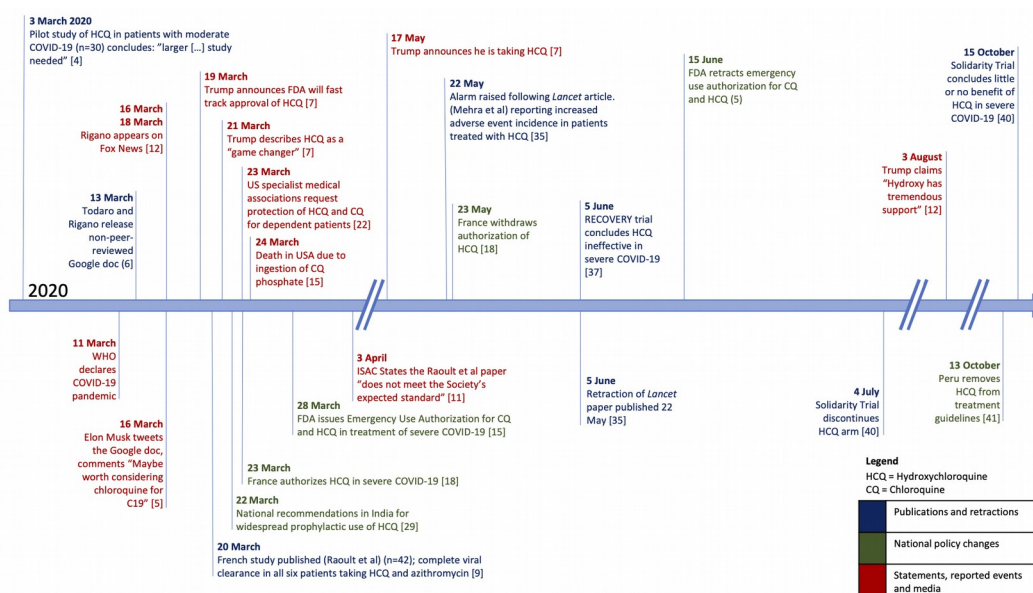 3 March 2020
Pilot study of HCQ in patients with moderate
COVID-19 (n=30) concludes: "larger […] study
needed" [4]
19 March
Trump announces FDA will fast
track approval of HCQ [7]
16 March
18 March
Rigano appears on
Fox News [12]
21 March
Trump describes HCQ as a
"game changer" [7]
23 March
US specialist medical
associations request
protection of HCQ and CQ
for dependent patients [22]
13 March
Todaro and
Rigano release
non-peer-
reviewed
Google doc (6)
24 March
Death in USA due to
ingestion of CQ
phosphate [15]
17 May
Trump announces he is taking HCQ [7]
22 May
Alarm raised following Lancet article.
(Mehra et al) reporting increased
adverse event incidence in patients
treated with HCQ [35]
23 May
France withdraws
authorization of
HCQ [18]
5 June
RECOVERY trial
concludes HCQ
ineffective in
severe COVID-19
[37]
15 June
FDA retracts emergency
use authorization for CQ
and HCQ (5)
3 August
Trump claims
"Hydroxy has
tremendous
support" [12]
15 October
Solidarity Trial
concludes little
or no benefit of
HCQ in severe
COVID-19 [40]
2020
11 March
WHO
declares
COVID-19
pandemic
16 March
Elon Musk tweets
the Google doc,
comments "Maybe
worth considering
chloroquine for
C19" [5]
3 April
ISAC States the Raoult et al paper
"does not meet the Society's
expected standard" [11]
28 March
FDA issues Emergency Use Authorization for CQ
and HCQ in treatment of severe COVID-19 [15]
23 March
France authorizes HCQ in severe COVID-19 [18]
22 March
National recommendations in India for
widespread prophylactic use of HCQ [29]
20 March
French study published (Raoult et al) (n=42); complete viral
clearance in all six patients taking HCQ and azithromycin [9]
5 June
Retraction of Lancet
paper published 22
May [35]
4 July
Solidarity Trial
discontinues
HCQ arm [40]
13 October
Peru removes
HCQ from
treatment
guidelines [41]
Legend
HCQ = Hydroxychloroquine
CQ = Chloroquine
Publications and retractions
National policy changes
Statements, reported events
and media